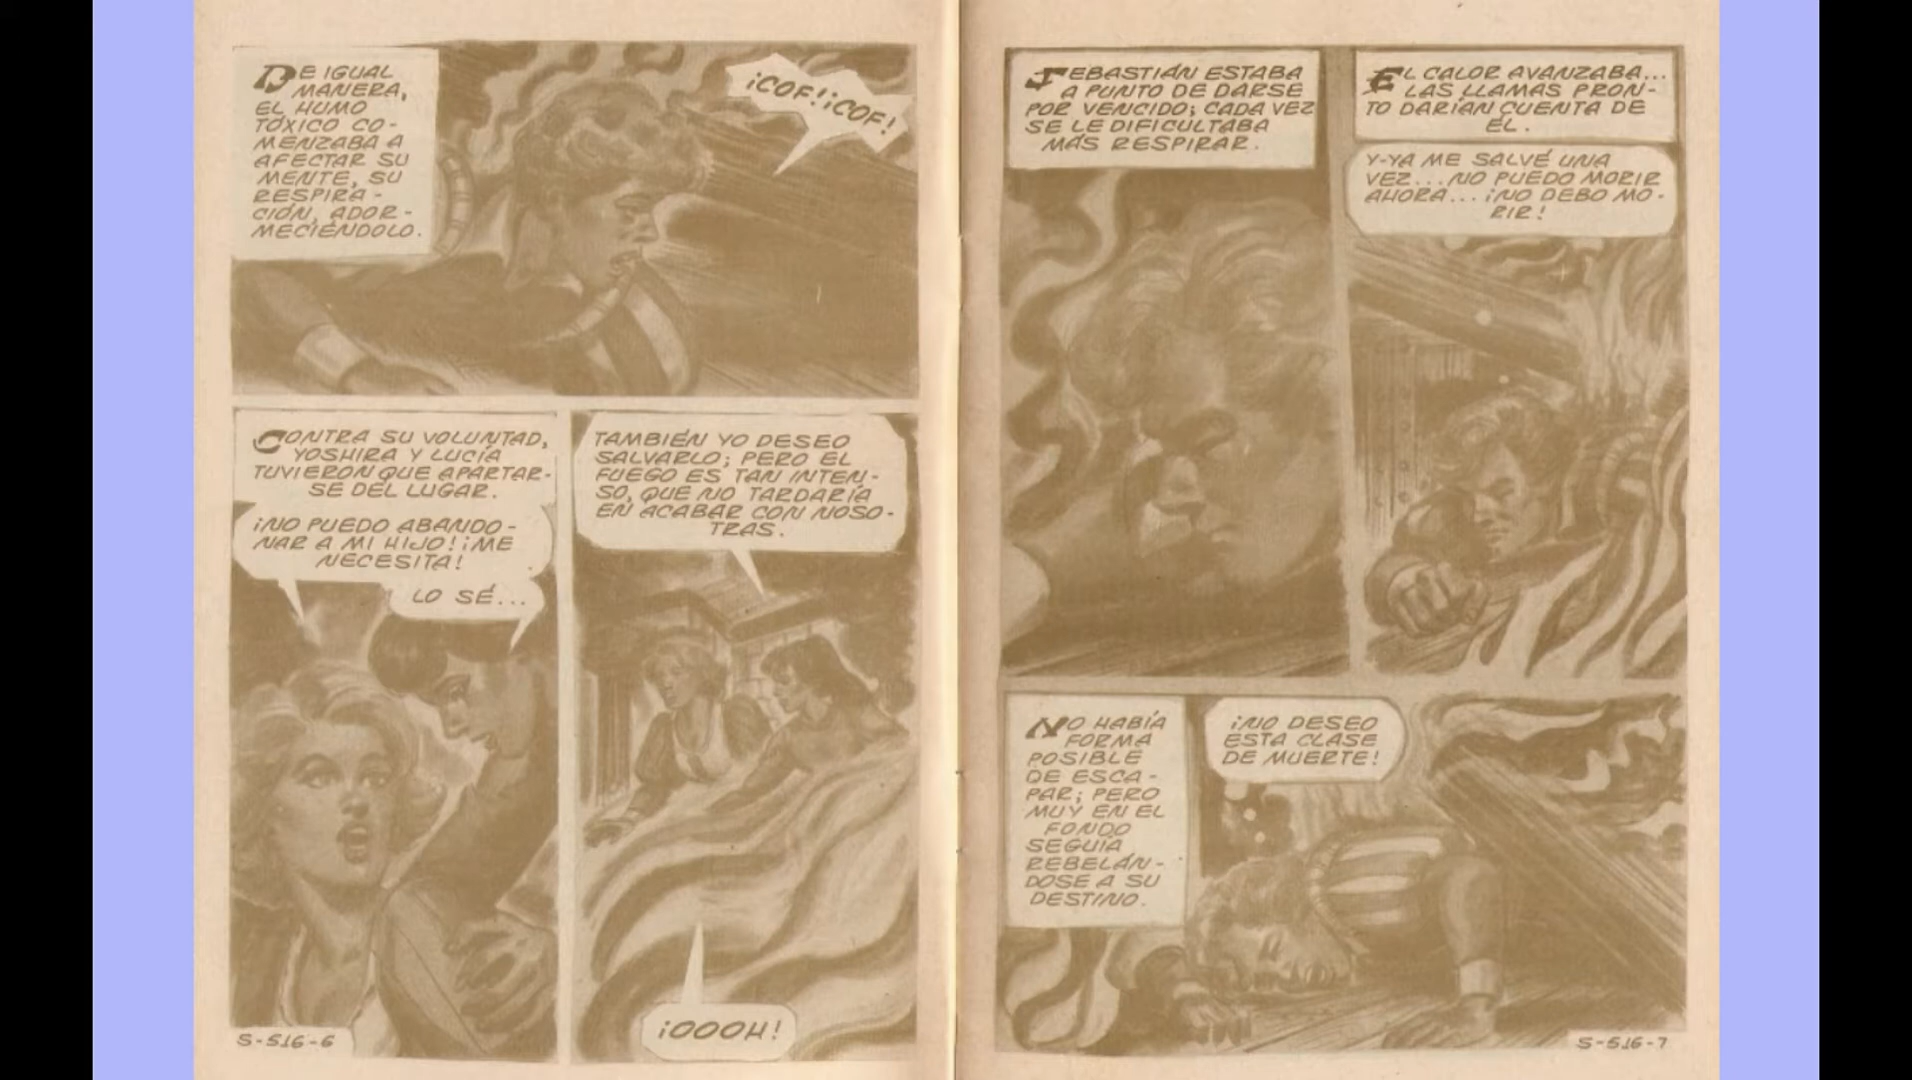 DE IGUAL
MANERA,
EL HUMO
TÓXICO CO-
MENZABA A
AFECTAR SU
MENTE, SU
RESPIRA-
CIÓN, ADOR-
MECIÉNDOLO.
¡COF!¡COF!
CONTRA SU VOLUNTAD,
YOSHIRA Y LUCÍA
TUVIERON QUE APARTAR-
SE DEL LUGAR.
¡NO PUEDO ABANDO-
NAR A MI HIJO! ¡ME
NECESITA!
LO SÉ...
TAMBIÉN YO DESEO
SALVARLO; PERO EL
FUEGO ES TAN INTEN-
SO, QUE NO TARDARÍA
EN ACABAR CON NOSO-
TRAS.
¡OOOH!
S-516-6
SEBASTIÁN ESTABA
A PUNTO DE DARSE
POR VENCIDO; CADA VEZ
SE LE DIFICULTABA
MÁS RESPIRAR.
EL CALOR AVANZABA...
LAS LLAMAS PRON-
TO DARÍAN CUENTA DE
ÉL.
Y-YA ME SALVÉ UNA
VEZ... NO PUEDO MORIR
AHORA... ¡NO DEBO MO-
RIR!
NO HABÍA
FORMA
POSIBLE
DE ESCA-
PAR; PERO
MUY EN EL
FONDO
SEGUÍA
REBELÁN-
DOSE A SU
DESTINO.
¡NO DESEO
ESTA CLASE
DE MUERTE!
S-516-7